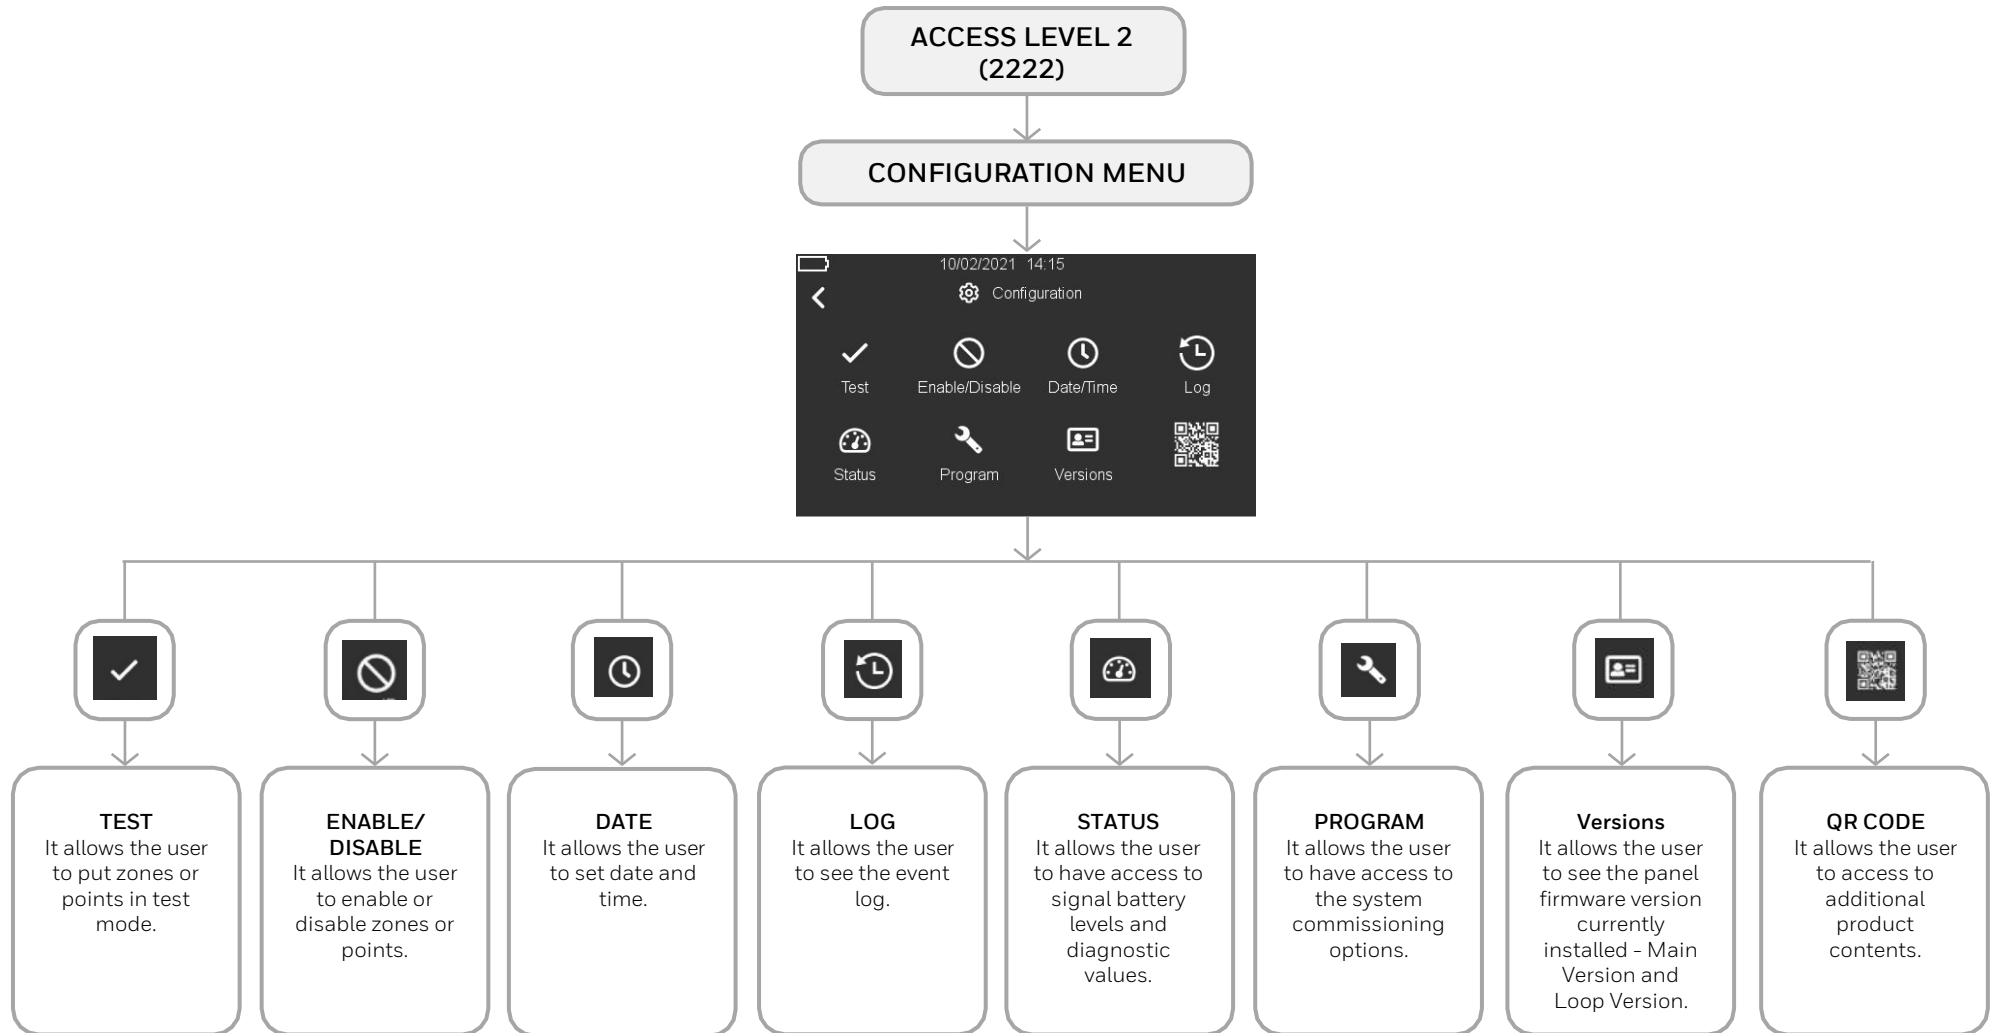 ACCESS LEVEL 2
(2222)
CONFIGURATION MENU
10/02/2021 14:15
Configuration
Test
Enable/Disable
Date/Time
Log
Status
Program
Versions
TEST
It allows the user
to put zones or
points in test
mode.
ENABLE/
DISABLE
It allows the user
to enable or
disable zones or
points.
DATE
It allows the user
to set date and
time.
LOG
It allows the user
to see the event
log.
STATUS
It allows the user
to have access to
signal battery
levels and
diagnostic
values.
PROGRAM
It allows the user
to have access to
the system
commissioning
options.
Versions
It allows the user
to see the panel
firmware version
currently
installed - Main
Version and
Loop Version.
QR CODE
It allows the user
to access to
additional
product
contents.